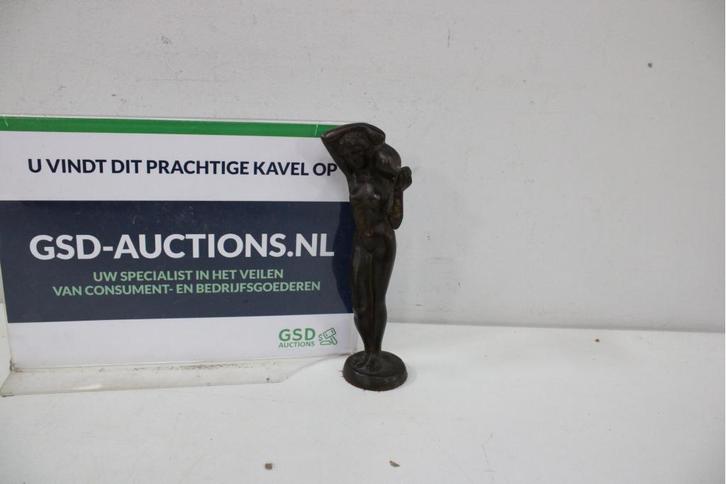 U VINDT DIT PRACHTIGE KAVEL OP
GSD-AUCTIONS.NL
UW SPECIALIST IN HET VEILEN
VAN CONSUMENT- EN BEDRIJFSGOEDEREN
GSD
AUCTIONS